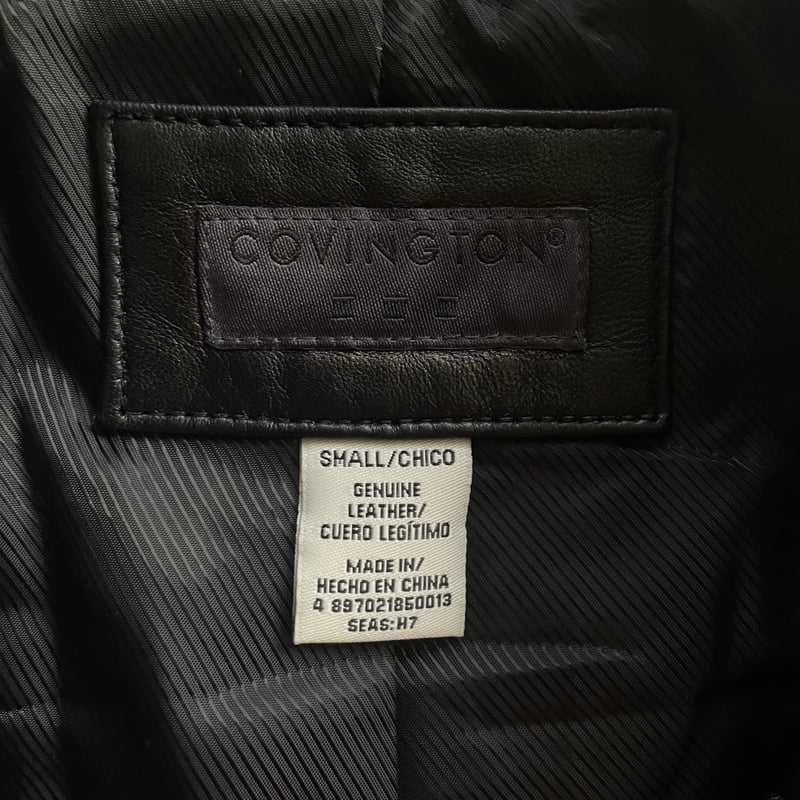 COVINGTON®
SMALL/CHICO
GENUINE
LEATHER/
CUERO LEGÍTIMO
MADE IN/
HECHO EN CHINA
4 897021850013
SEAS:H7